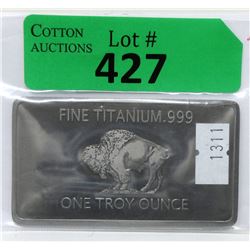 COTTON
AUCTIONS
Lot #
427
FINE TITANIUM.999
1311
ONE TROY OUNCE